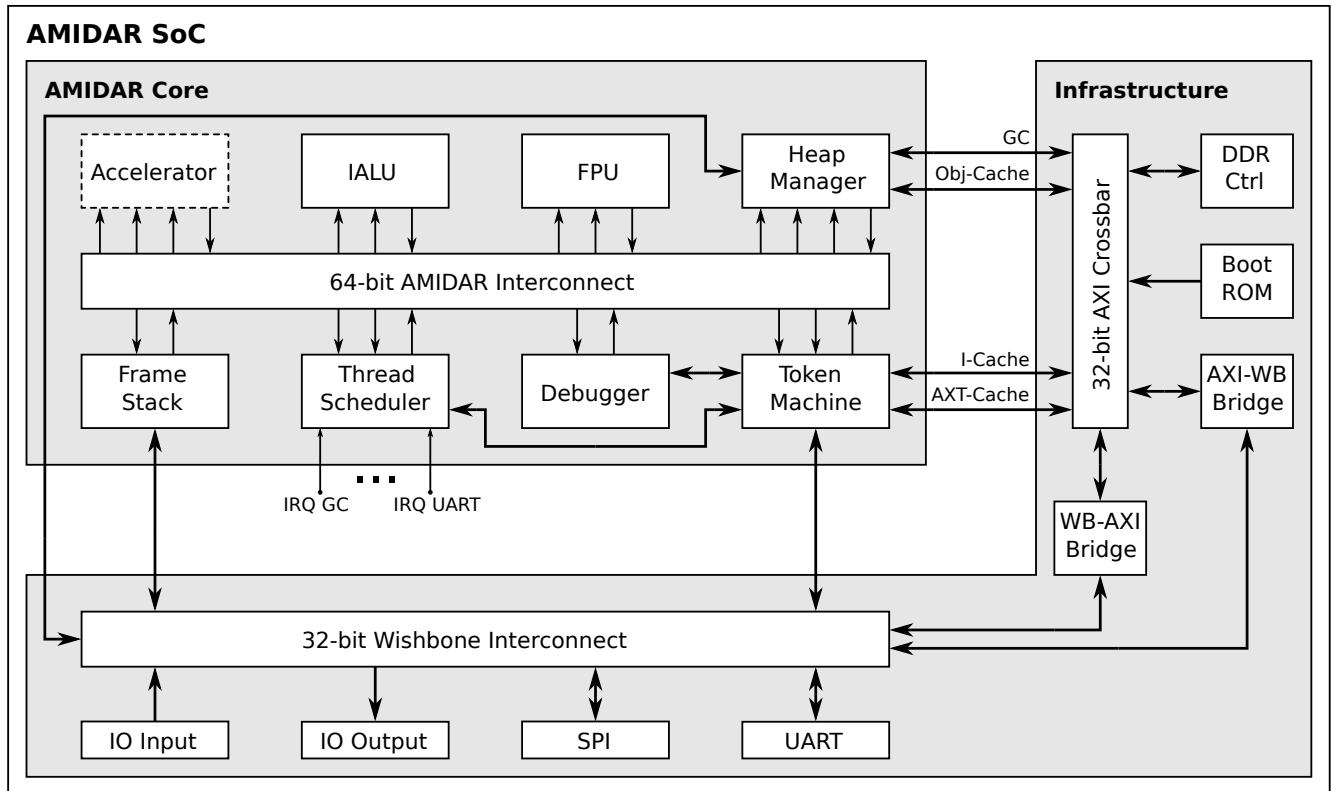 AMIDAR SoC
AMIDAR Core
Infrastructure
Accelerator
IALU
FPU
Heap
Manager
GC
Obj-Cache
32-bit AXI Crossbar
DDR
Ctrl
64-bit AMIDAR Interconnect
Boot
ROM
Frame
Stack
Thread
Scheduler
Debugger
Token
Machine
I-Cache
AXT-Cache
AXI-WB
Bridge
IRQ GC
...
IRQ UART
WB-AXI
Bridge
32-bit Wishbone Interconnect
IO Input
IO Output
SPI
UART